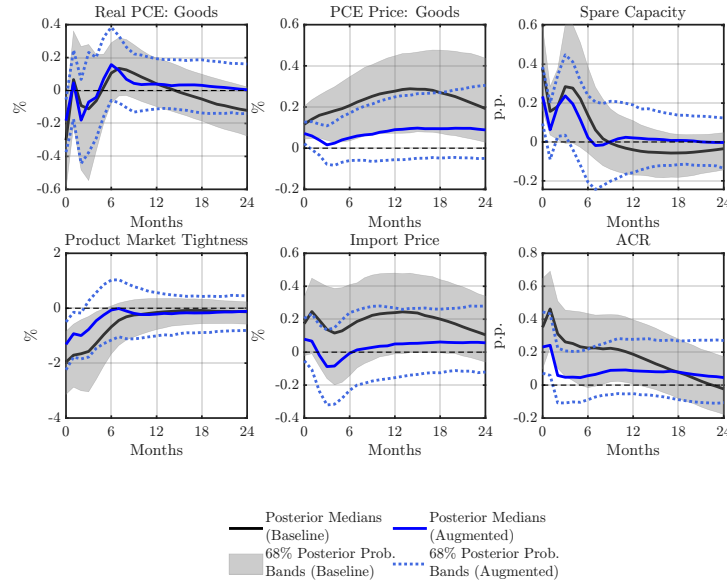 Real PCE: Goods
PCE Price: Goods
Spare Capacity
0.4
0.2
0
-0.2
-0.4
-0.6
%
0 6 12 18 24
Months
0.6
0.4
0.2
0
-0.2
%
0 6 12 18 24
Months
0.6
0.4
0.2
0
-0.2
p.p.
0 6 12 18 24
Months
Product Market Tightness
Import Price
ACR
2
0
-2
-4
%
0 6 12 18 24
Months
0.6
0.4
0.2
0
-0.2
-0.4
%
0 6 12 18 24
Months
0.8
0.6
0.4
0.2
0
-0.2
p.p.
0 6 12 18 24
Months
Posterior Medians
(Baseline)
Posterior Medians
(Augmented)
68% Posterior Prob.
Bands (Baseline)
68% Posterior Prob.
Bands (Augmented)